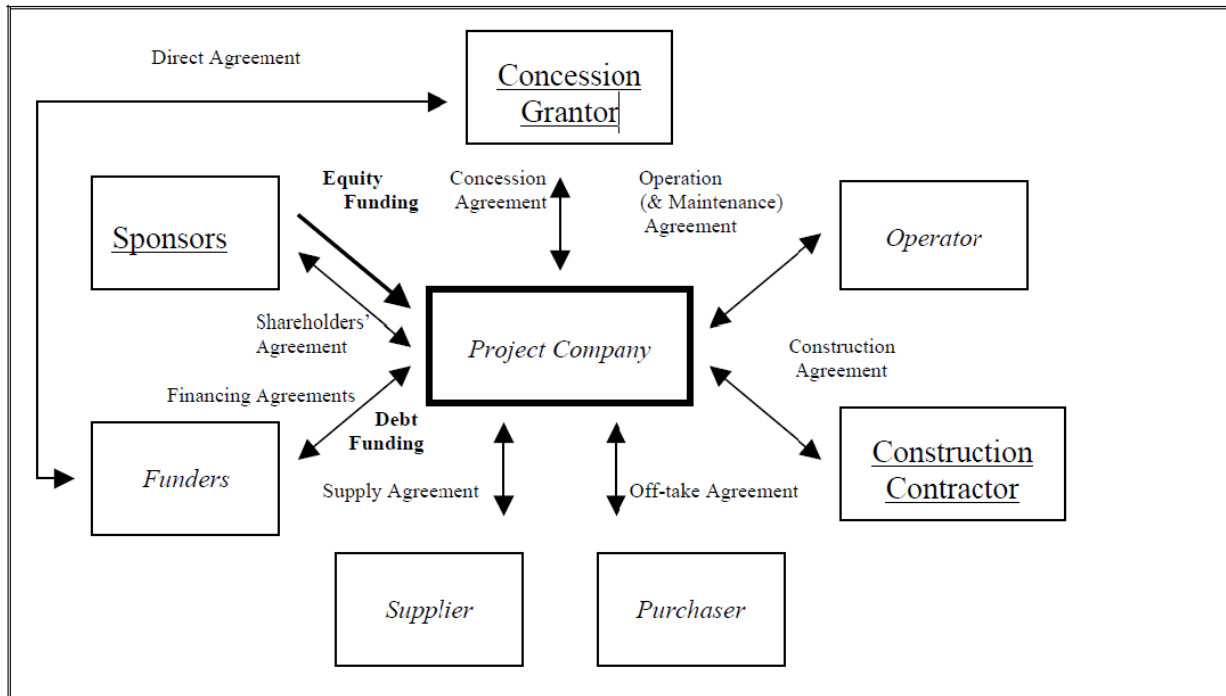 Direct Agreement
Concession
Grantor
Equity
Funding
Concession
Agreement
Operation
(& Maintenance)
Agreement
Sponsors
Operator
Shareholders’
Agreement
Project Company
Construction
Agreement
Financing Agreements
Debt
Funding
Funders
Construction
Contractor
Supply Agreement
Off-take Agreement
Supplier
Purchaser